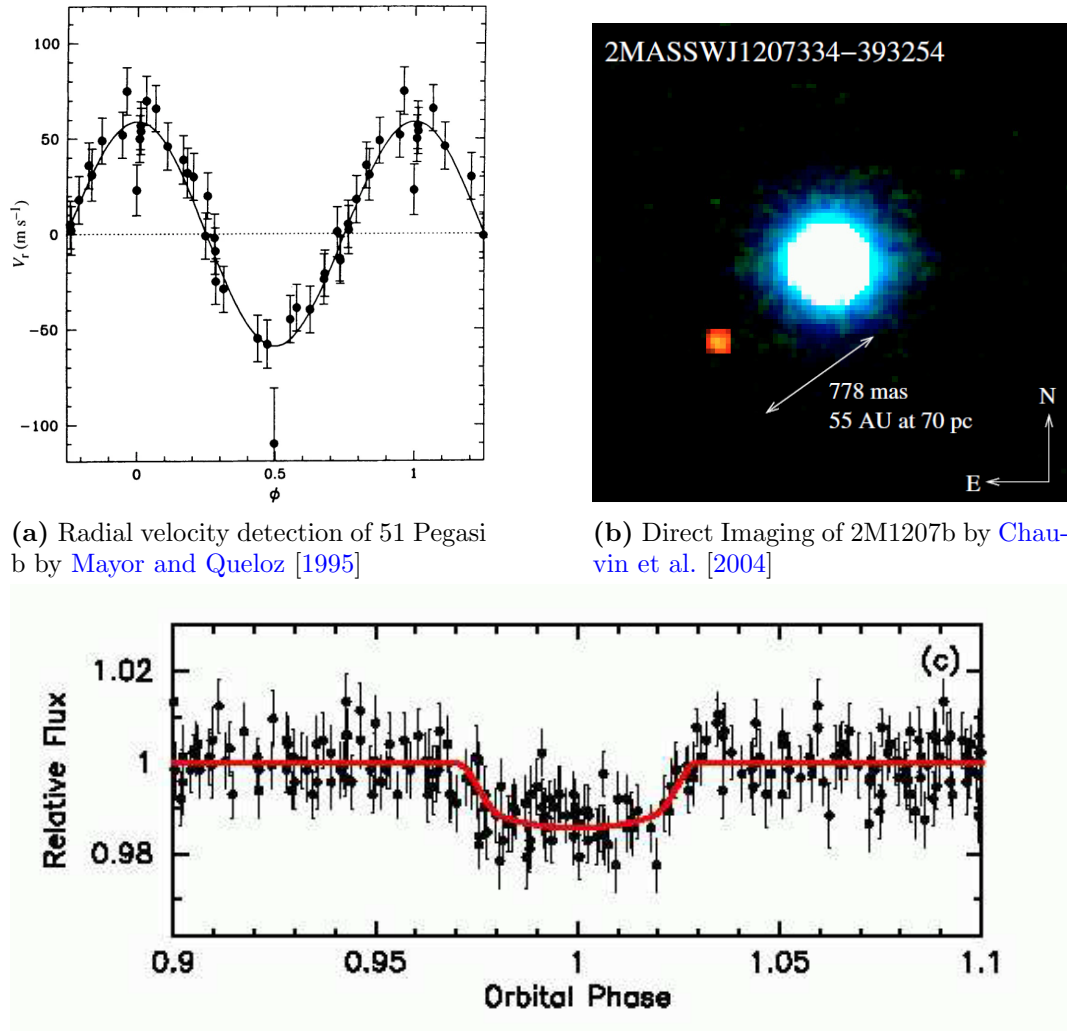 100
50
0
−50
−100
V_r (m s⁻¹)
0
0.5
1
ϕ
2MASSWJ1207334−393254
778 mas
55 AU at 70 pc
N
E
(a) Radial velocity detection of 51 Pegasi
b by Mayor and Queloz [1995]
(b) Direct Imaging of 2M1207b by Chau-
vin et al. [2004]
(c)
1.02
1
0.98
Relative Flux
0.9
0.95
1
1.05
1.1
Orbital Phase